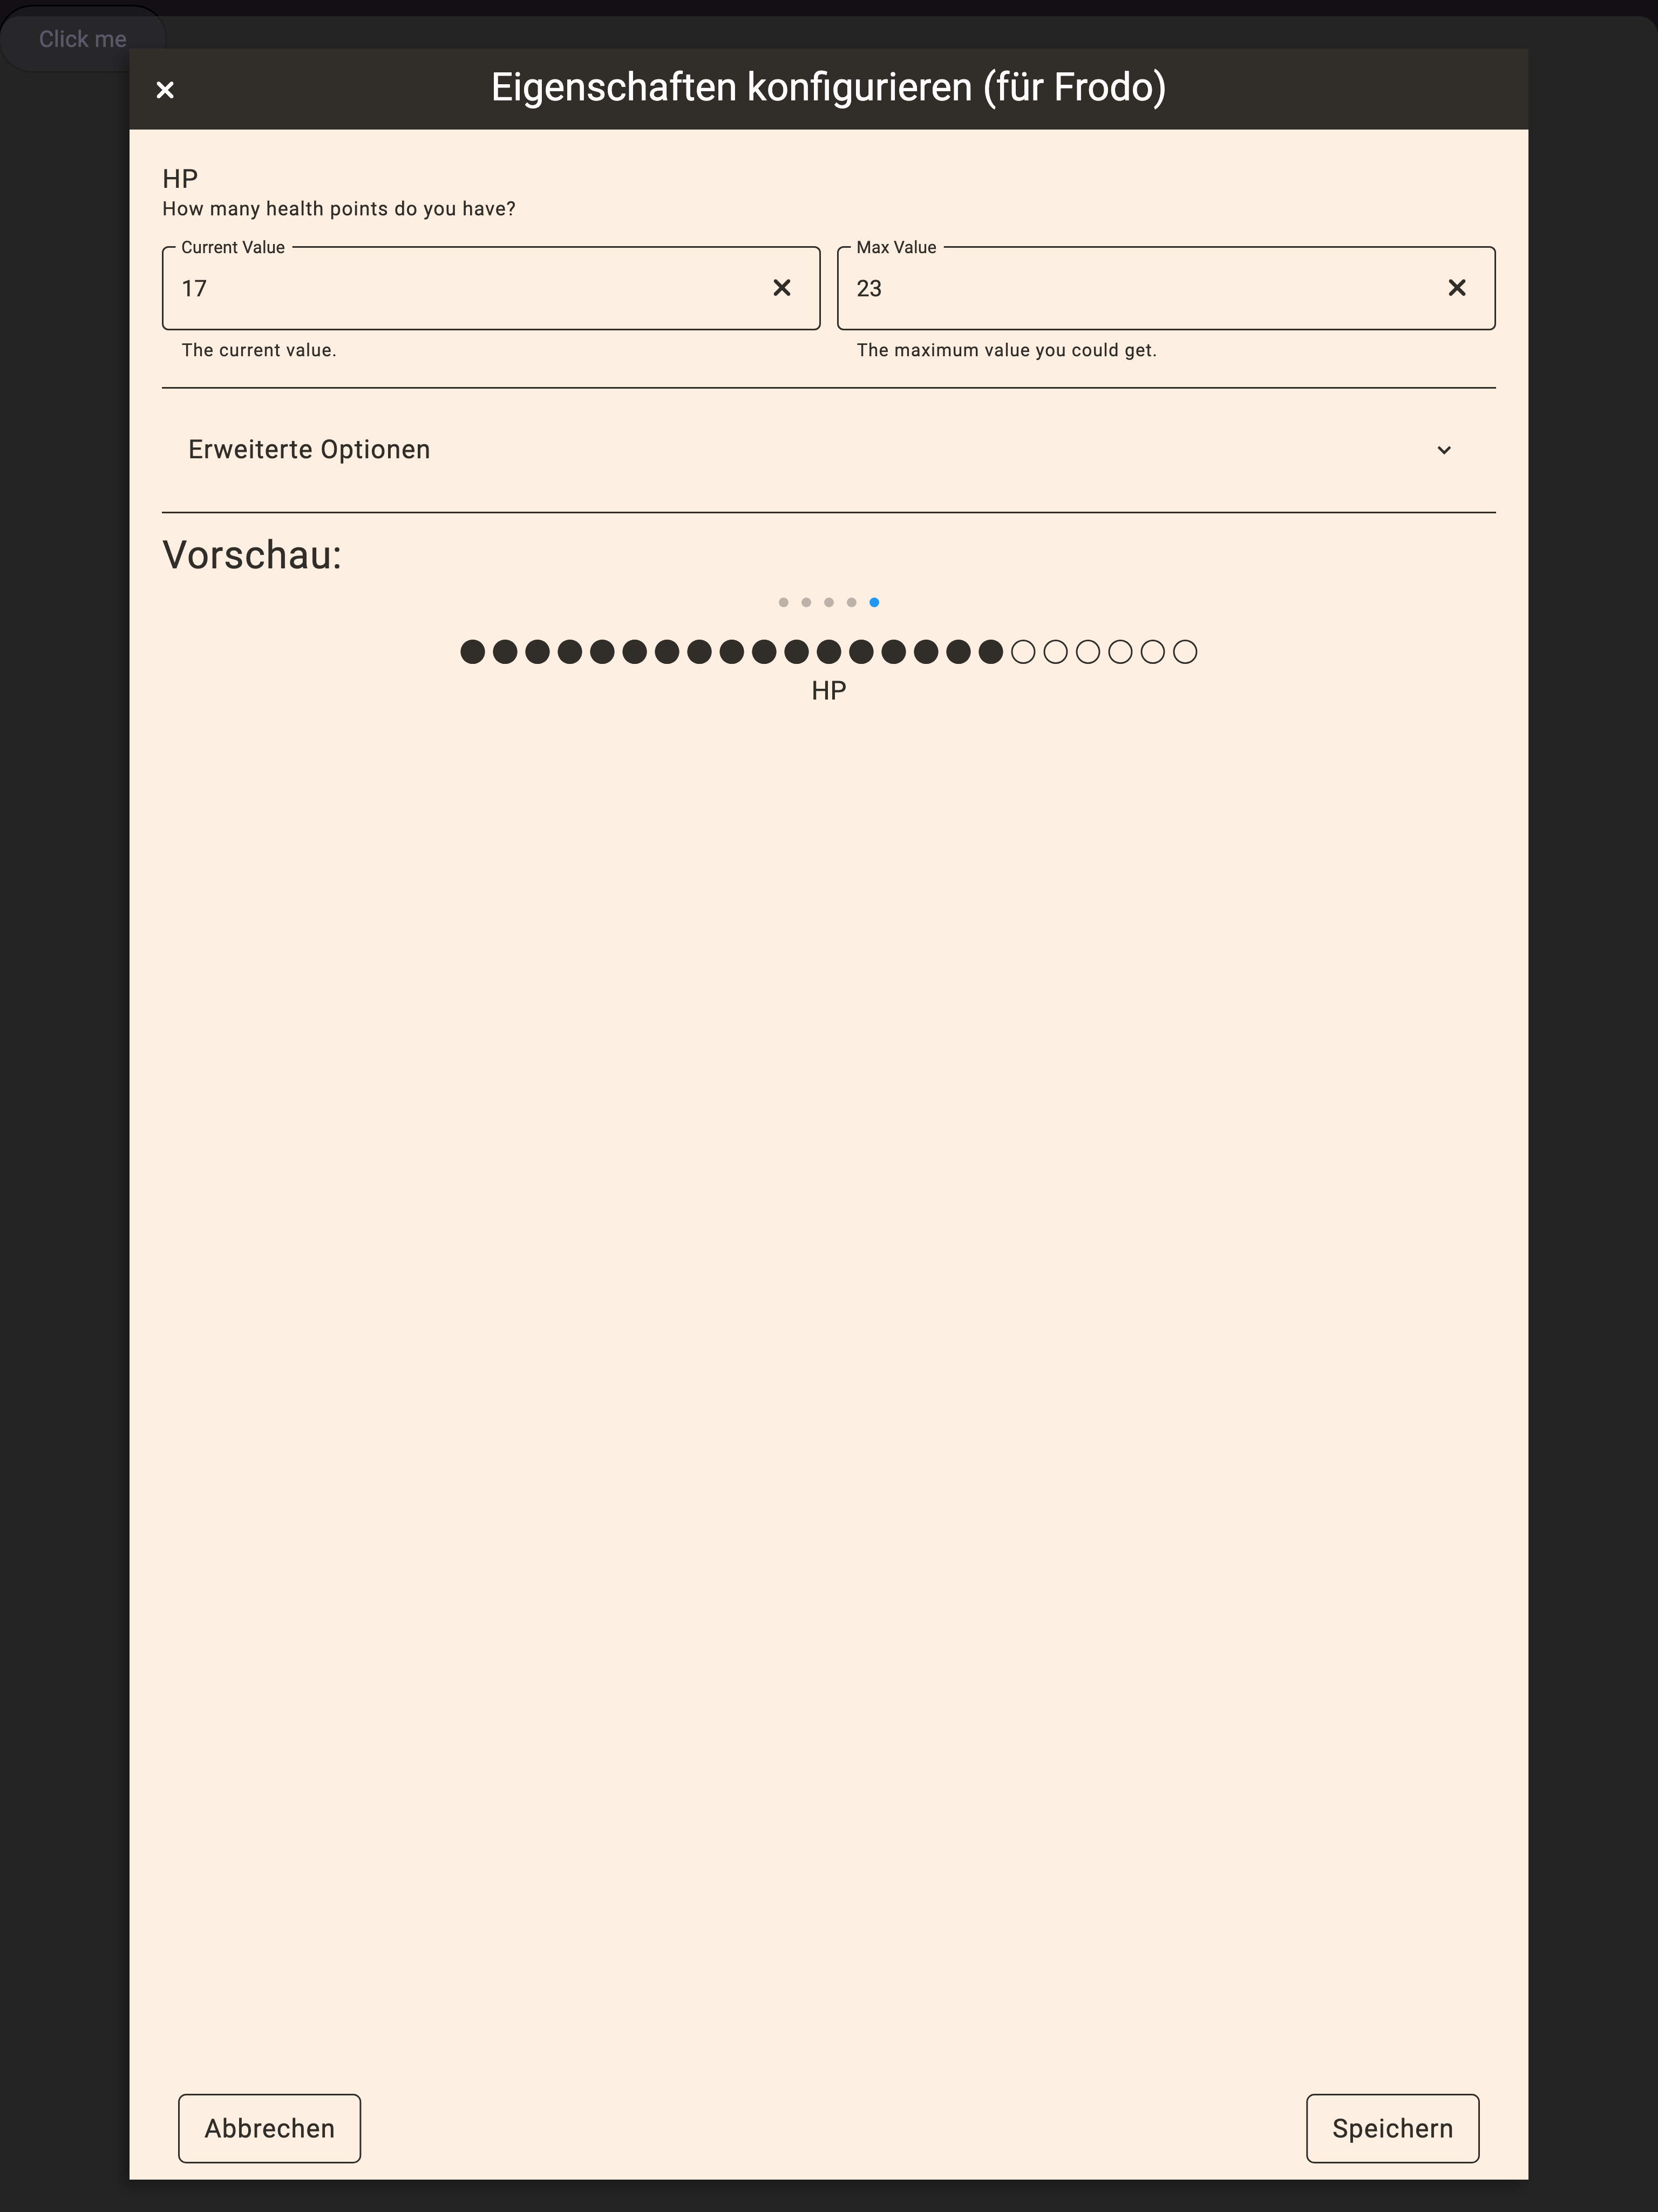 Click me
Eigenschaften konfigurieren (für Frodo)
HP
How many health points do you have?
Current Value
Max Value
17
23
The current value.
The maximum value you could get.
Erweiterte Optionen
Vorschau:
HP
Abbrechen
Speichern